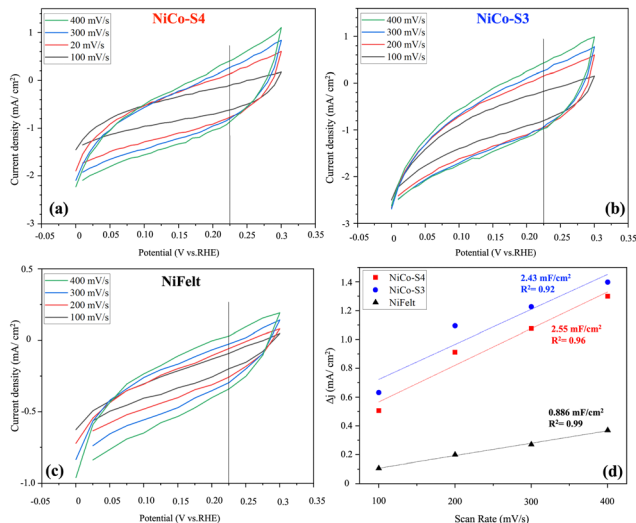 400 mV/s
300 mV/s
20 mV/s
100 mV/s
NiCo-S4
1
0
-1
-2
-3
Current density (mA/ cm²)
(a)
-0.05 0.00 0.05 0.10 0.15 0.20 0.25 0.30 0.35
Potential (V vs.RHE)
400 mV/s
300 mV/s
200 mV/s
100 mV/s
NiCo-S3
1
0
-1
-2
-3
Current density (mA/ cm²)
(b)
-0.05 0.00 0.05 0.10 0.15 0.20 0.25 0.30 0.35
Potential (V vs.RHE)
400 mV/s
300 mV/s
200 mV/s
100 mV/s
NiFelt
0.5
0.0
-0.5
-1.0
Current density (mA/ cm²)
(c)
-0.05 0.00 0.05 0.10 0.15 0.20 0.25 0.30 0.35
Potential (V vs.RHE)
NiCo-S4
NiCo-S3
NiFelt
2.43 mF/cm²
R²= 0.92
2.55 mF/cm²
R²= 0.96
0.886 mF/cm²
R²= 0.99
1.4
1.2
1.0
0.8
0.6
0.4
0.2
0.0
Δj (mA/ cm²)
(d)
100 200 300 400
Scan Rate (mV/s)